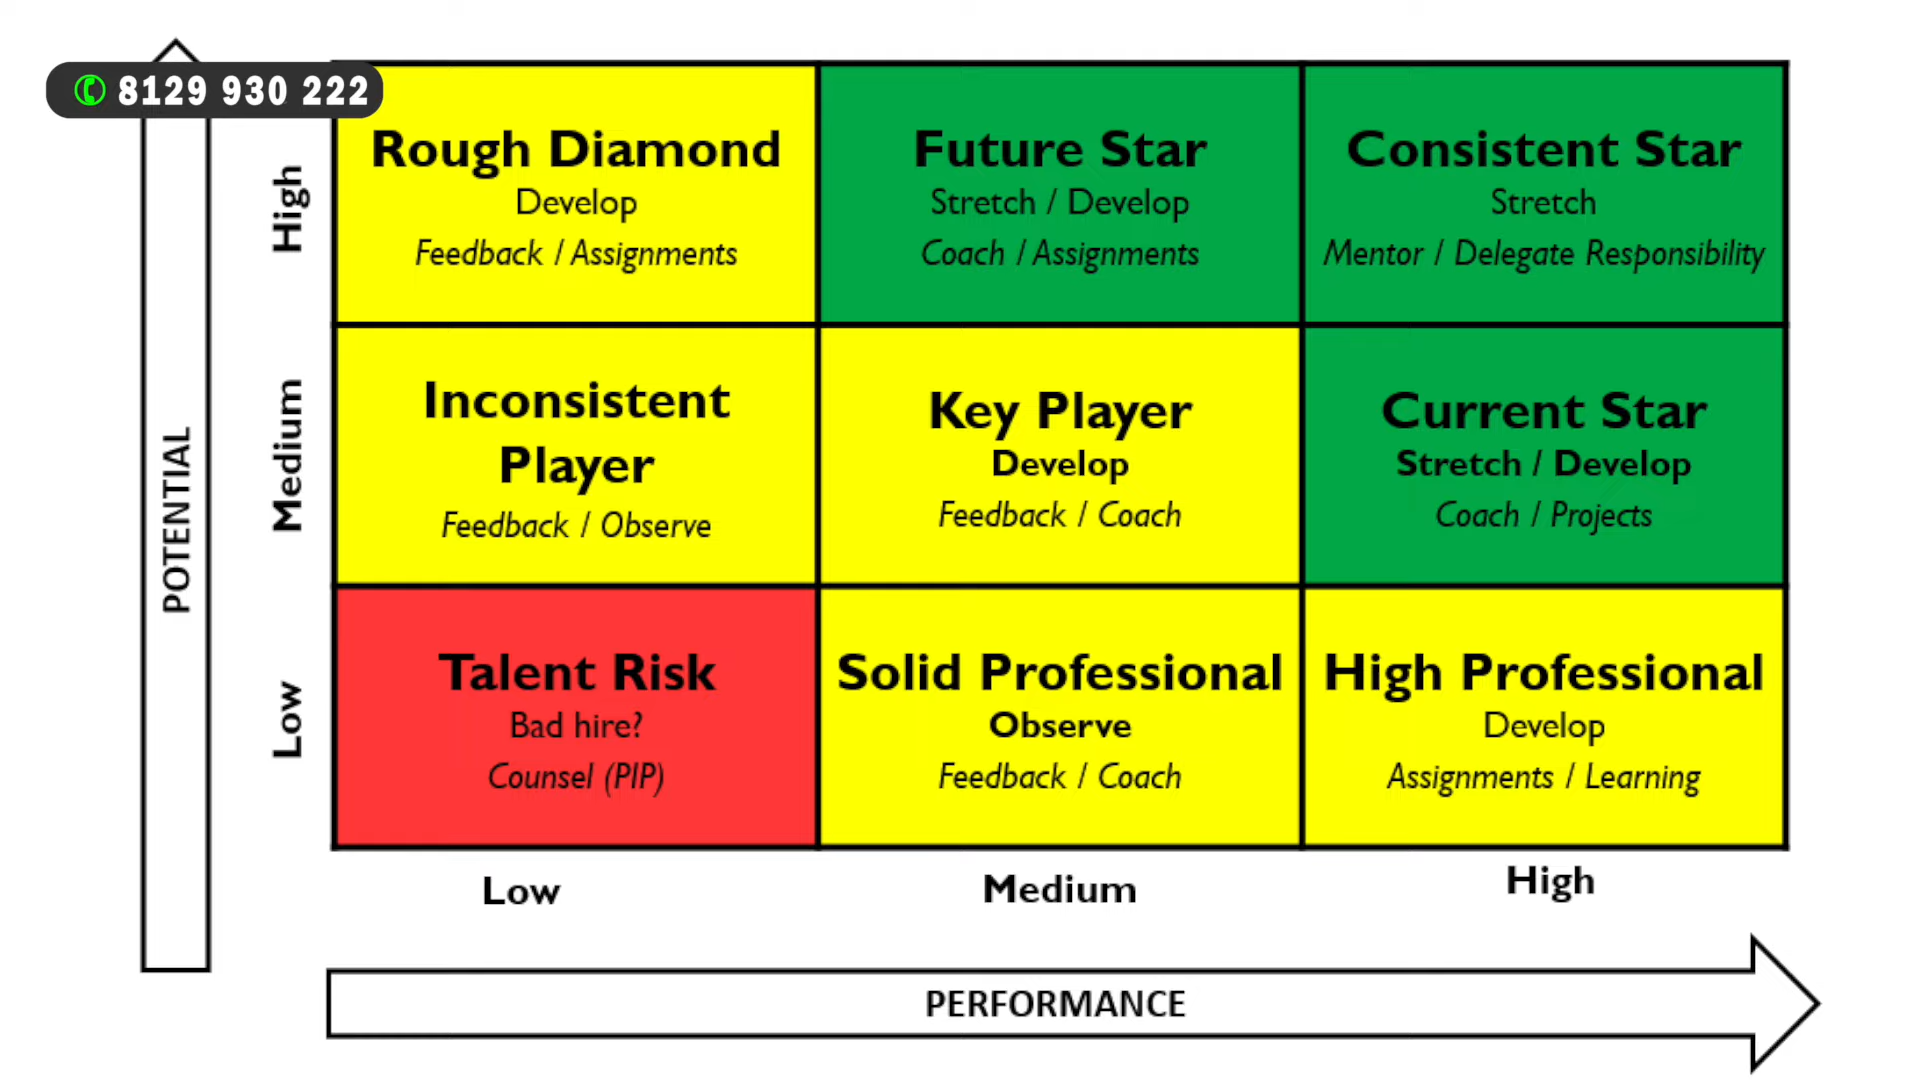 8129 930 222
POTENTIAL
High
Rough Diamond
Develop
Feedback / Assignments
Future Star
Stretch / Develop
Coach / Assignments
Consistent Star
Stretch
Mentor / Delegate Responsibility
Medium
Inconsistent
Player
Feedback / Observe
Key Player
Develop
Feedback / Coach
Current Star
Stretch / Develop
Coach / Projects
Low
Talent Risk
Bad hire?
Counsel (PIP)
Solid Professional
Observe
Feedback / Coach
High Professional
Develop
Assignments / Learning
Low
Medium
High
PERFORMANCE